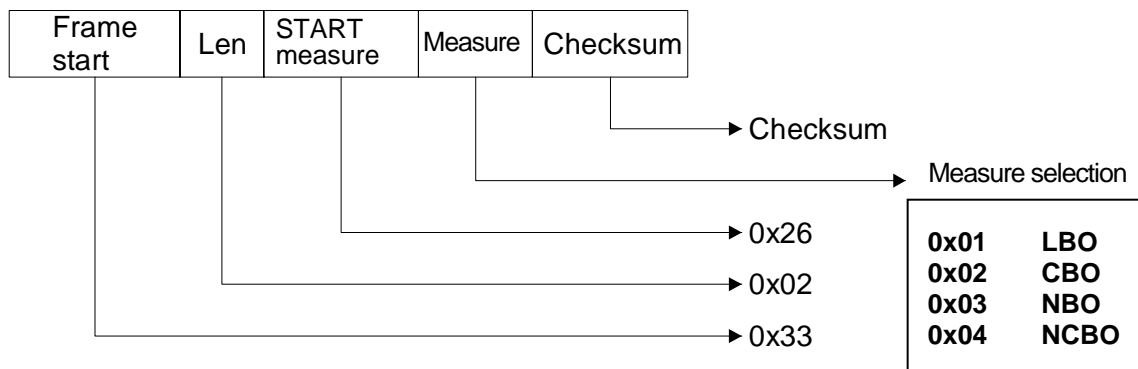 Frame start
Len
START measure
Measure
Checksum
Checksum
Measure selection
0x26
0x02
0x33
0x01 LBO
0x02 CBO
0x03 NBO
0x04 NCBO